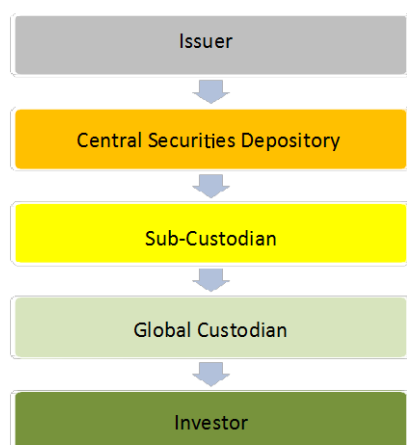 Issuer
Central Securities Depository
Sub-Custodian
Global Custodian
Investor